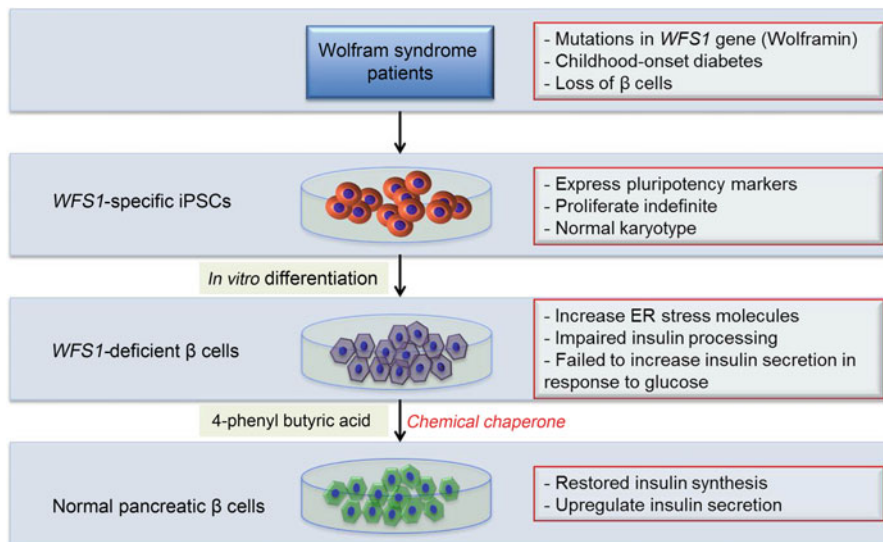 Wolfram syndrome
patients
- Mutations in WFS1 gene (Wolframin)
- Childhood-onset diabetes
- Loss of β cells
WFS1-specific iPSCs
- Express pluripotency markers
- Proliferate indefinite
- Normal karyotype
In vitro differentiation
WFS1-deficient β cells
- Increase ER stress molecules
- Impaired insulin processing
- Failed to increase insulin secretion in
response to glucose
4-phenyl butyric acid
Chemical chaperone
Normal pancreatic β cells
- Restored insulin synthesis
- Upregulate insulin secretion